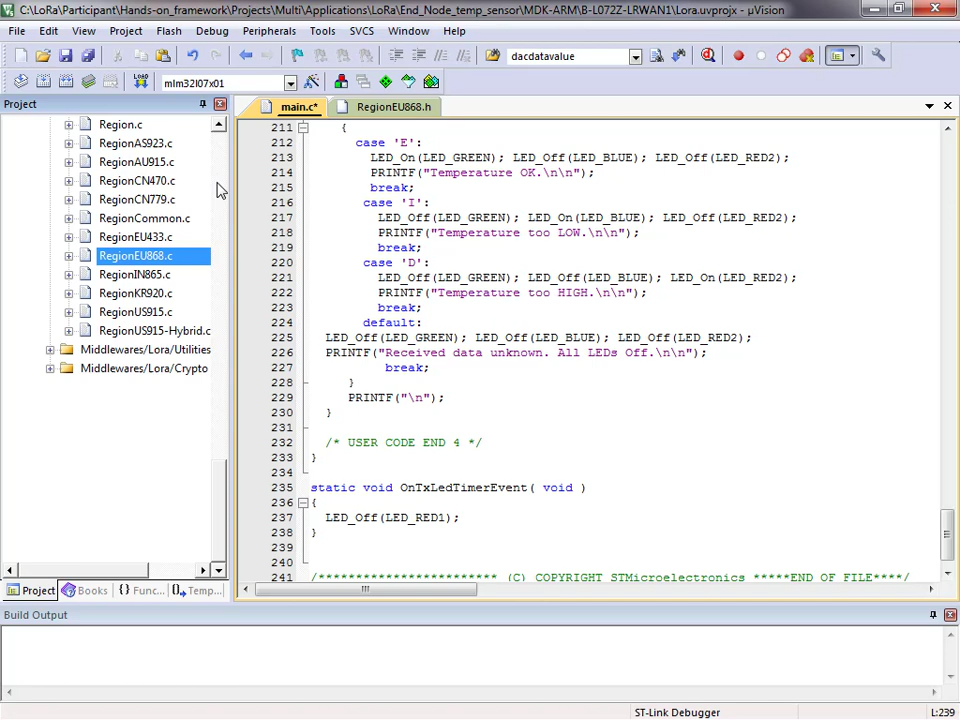 C:\LoRa\Participant\Hands-on_framework\Projects\Multi\Applications\LoRa\End_Node_temp_sensor\MDK-ARM\B-L072Z-LRWAN1\Lora.uvprojx - µVision
File Edit View Project Flash Debug Peripherals Tools SVCS Window Help
dacdatavalue
LOAD mlm32l07x01
Project
main.c* RegionEU868.h
Region.c
RegionAS923.c
RegionAU915.c
RegionCN470.c
RegionCN779.c
RegionCommon.c
RegionEU433.c
RegionEU868.c
RegionIN865.c
RegionKR920.c
RegionUS915.c
RegionUS915-Hybrid.c
Middlewares/Lora/Utilities
Middlewares/Lora/Crypto
211 {
212 case 'E':
213 LED_On(LED_GREEN); LED_Off(LED_BLUE); LED_Off(LED_RED2);
214 PRINTF("Temperature OK.\n\n");
215 break;
216 case 'I':
217 LED_Off(LED_GREEN); LED_On(LED_BLUE); LED_Off(LED_RED2);
218 PRINTF("Temperature too LOW.\n\n");
219 break;
220 case 'D':
221 LED_Off(LED_GREEN); LED_Off(LED_BLUE); LED_On(LED_RED2);
222 PRINTF("Temperature too HIGH.\n\n");
223 break;
224 default:
225 LED_Off(LED_GREEN); LED_Off(LED_BLUE); LED_Off(LED_RED2);
226 PRINTF("Received data unknown. All LEDs Off.\n\n");
227 break;
228 }
229 PRINTF("\n");
230 }
231
232 /* USER CODE END 4 */
233 }
234
235 static void OnTxLedTimerEvent( void )
236 {
237 LED_Off(LED_RED1);
238 }
239
240
241 /************************ (C) COPYRIGHT STMicroelectronics *****END OF FILE****/
Project Books {} Func... Temp...
Build Output
ST-Link Debugger L:239